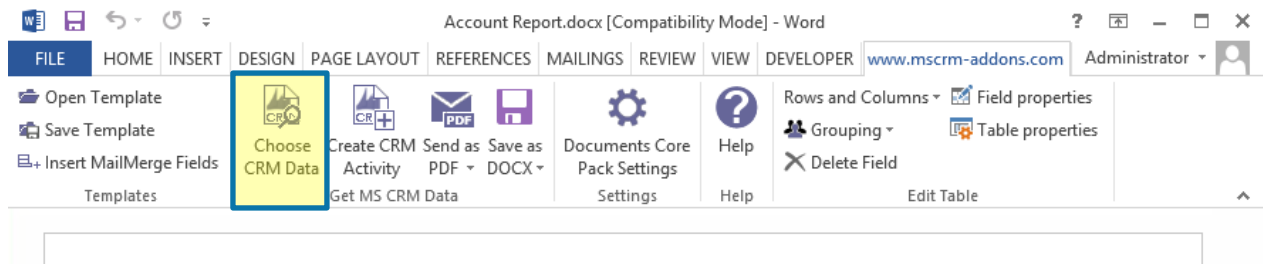 Account Report.docx [Compatibility Mode] - Word
FILE HOME INSERT DESIGN PAGE LAYOUT REFERENCES MAILINGS REVIEW VIEW DEVELOPER www.mscrm-addons.com Administrator
Open Template
Save Template
Insert MailMerge Fields
Templates
Choose CRM Data
Create CRM Activity
Send as PDF
Save as DOCX
Get MS CRM Data
Documents Core Pack Settings
Settings
Help
Help
Rows and Columns
Grouping
Delete Field
Field properties
Table properties
Edit Table